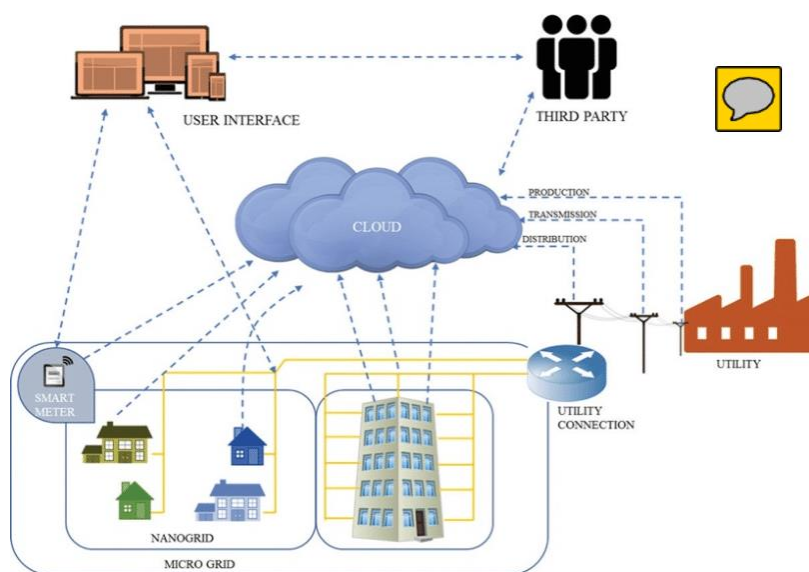 USER INTERFACE
THIRD PARTY
PRODUCTION
TRANSMISSION
CLOUD
DISTRIBUTION
UTILITY
SMART
METER
UTILITY
CONNECTION
NANOGRID
MICRO GRID